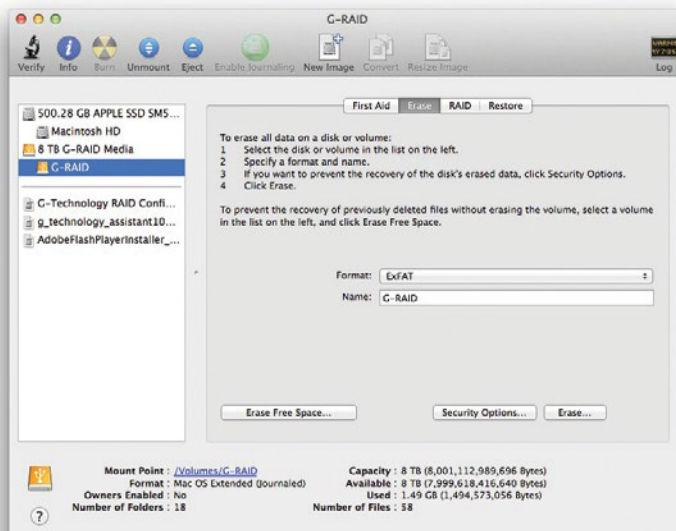 G-RAID
Verify Info Burn Unmount Eject Enable Journaling New Image Convert Resize Image Log
500.28 GB APPLE SSD SM5...
Macintosh HD
8 TB G-RAID Media
G-RAID
G-Technology RAID Confi...
g_technology_assistant10...
AdobeFlashPlayerInstaller_...
First Aid Erase RAID Restore
To erase all data on a disk or volume:
1 Select the disk or volume in the list on the left.
2 Specify a format and name.
3 If you want to prevent the recovery of the disk's erased data, click Security Options.
4 Click Erase.
To prevent the recovery of previously deleted files without erasing the volume, select a volume
in the list on the left, and click Erase Free Space.
Format: ExFAT
Name: G-RAID
Erase Free Space... Security Options... Erase...
Mount Point : /Volumes/G-RAID
Format : Mac OS Extended (Journaled)
Owners Enabled : No
Number of Folders : 18
Capacity : 8 TB (8,001,112,989,696 Bytes)
Available : 8 TB (7,999,618,416,640 Bytes)
Used : 1.49 GB (1,494,573,056 Bytes)
Number of Files : 58
?